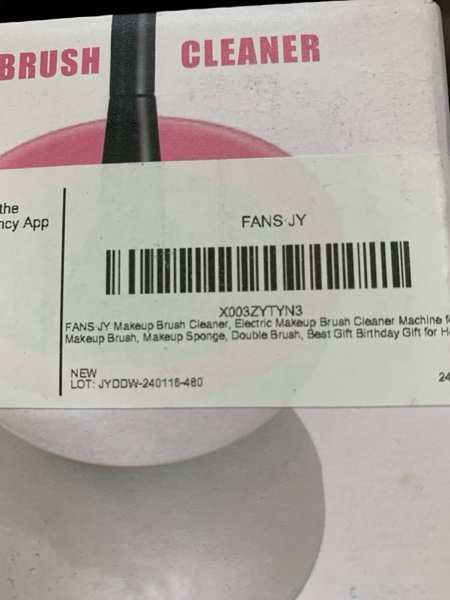 BRUSH CLEANER
the
ncy App
FANS·JY
X003ZYTYN3
FANS·JY Makeup Brush Cleaner, Electric Makeup Brush Cleaner Machine f
Makeup Brush, Makeup Sponge, Double Brush, Best Gift Birthday Gift for H
NEW
LOT: JYDDW-240116-480
24